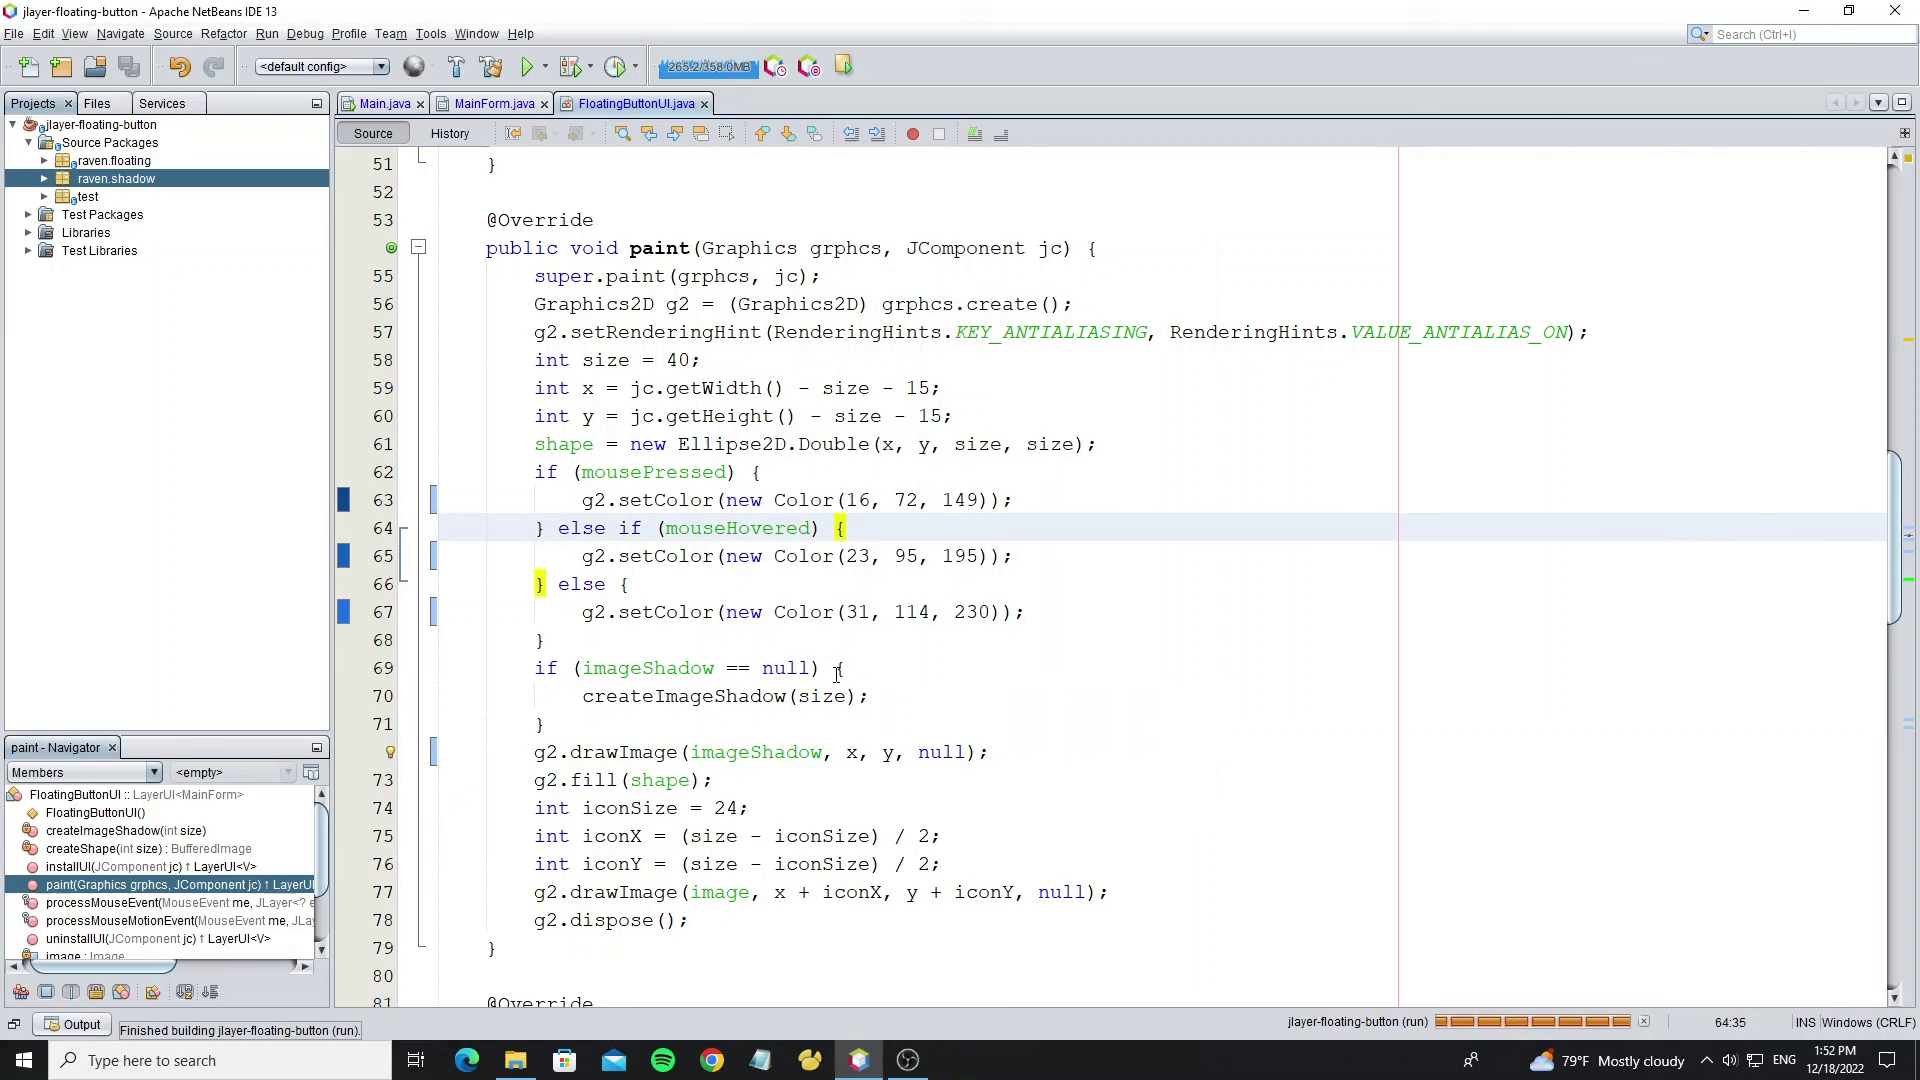 jlayer-floating-button - Apache NetBeans IDE 13
File Edit View Navigate Source Refactor Run Debug Profile Team Tools Window Help
Search (Ctrl+I)
<default config>
265.2/358.0MB
Projects Files Services
Main.java MainForm.java FloatingButtonUI.java
Source History
jlayer-floating-button
Source Packages
raven.floating
raven.shadow
test
Test Packages
Libraries
Test Libraries
51 }
52
53 @Override
public void paint(Graphics grphcs, JComponent jc) {
55 super.paint(grphcs, jc);
56 Graphics2D g2 = (Graphics2D) grphcs.create();
57 g2.setRenderingHint(RenderingHints.KEY_ANTIALIASING, RenderingHints.VALUE_ANTIALIAS_ON);
58 int size = 40;
59 int x = jc.getWidth() - size - 15;
60 int y = jc.getHeight() - size - 15;
61 shape = new Ellipse2D.Double(x, y, size, size);
62 if (mousePressed) {
63 g2.setColor(new Color(16, 72, 149));
64 } else if (mouseHovered) {
65 g2.setColor(new Color(23, 95, 195));
66 } else {
67 g2.setColor(new Color(31, 114, 230));
68 }
69 if (imageShadow == null) {
70 createImageShadow(size);
71 }
g2.drawImage(imageShadow, x, y, null);
73 g2.fill(shape);
74 int iconSize = 24;
75 int iconX = (size - iconSize) / 2;
76 int iconY = (size - iconSize) / 2;
77 g2.drawImage(image, x + iconX, y + iconY, null);
78 g2.dispose();
79 }
80
81 @Override
paint - Navigator
Members <empty>
FloatingButtonUI :: LayerUI<MainForm>
FloatingButtonUI()
createImageShadow(int size)
createShape(int size) : BufferedImage
installUI(JComponent jc) ↑ LayerUI<V>
paint(Graphics grphcs, JComponent jc) ↑ LayerUI
processMouseEvent(MouseEvent me, JLayer<? e
processMouseMotionEvent(MouseEvent me, JLa
uninstallUI(JComponent jc) ↑ LayerUI<V>
image : Image
Output Finished building jlayer-floating-button (run).
jlayer-floating-button (run) 64:35 INS Windows (CRLF)
Type here to search
79°F Mostly cloudy ENG
1:52 PM
12/18/2022